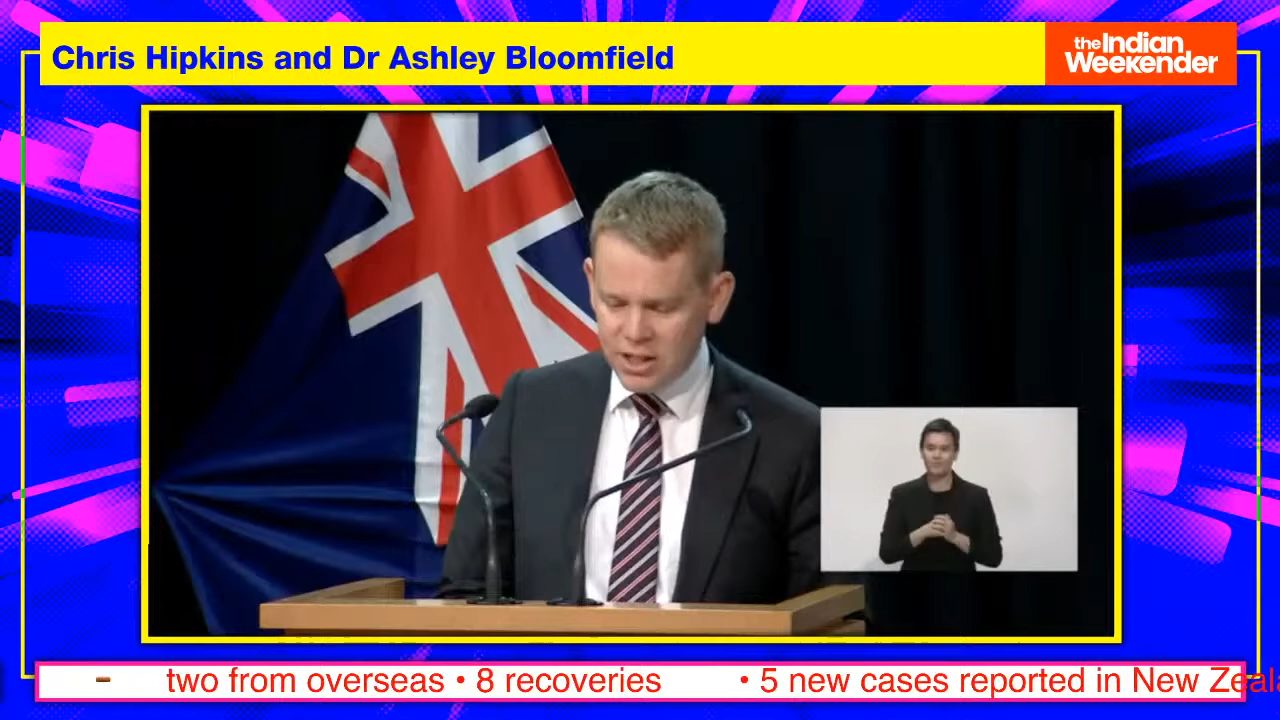 Chris Hipkins and Dr Ashley Bloomfield
the Indian
Weekender
two from overseas • 8 recoveries • 5 new cases reported in New Zeal